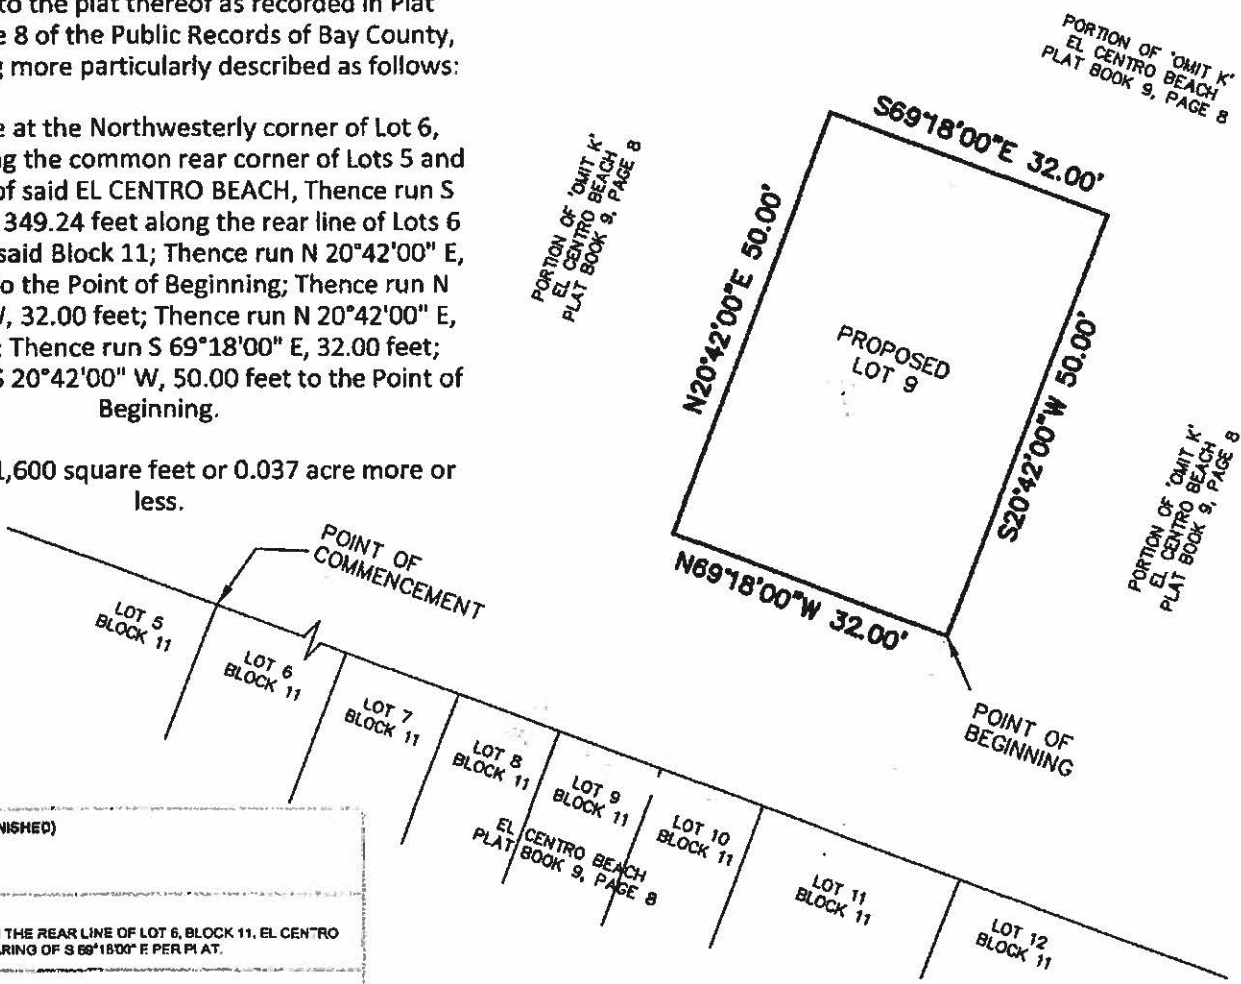 to the plat thereof as recorded in Plat
8 of the Public Records of Bay County,
more particularly described as follows:
at the Northwesterly corner of Lot 6,
the common rear corner of Lots 5 and
of said EL CENTRO BEACH, Thence run S
349.24 feet along the rear line of Lots 6
said Block 11; Thence run N 20°42'00" E,
to the Point of Beginning; Thence run N
, 32.00 feet; Thence run N 20°42'00" E,
; Thence run S 69°18'00" E, 32.00 feet;
S 20°42'00" W, 50.00 feet to the Point of
Beginning.
1,600 square feet or 0.037 acre more or
less.
PORTION OF 'OMIT K'
EL CENTRO BEACH
PLAT BOOK 9, PAGE 8
S69°18'00"E 32.00'
PORTION OF 'OMIT K'
EL CENTRO BEACH
PLAT BOOK 9, PAGE 8
N20°42'00"E 50.00'
PROPOSED
LOT 9
S20°42'00"W 50.00'
PORTION OF 'OMIT K'
EL CENTRO BEACH
PLAT BOOK 9, PAGE 8
N69°18'00"W 32.00'
POINT OF
BEGINNING
POINT OF
COMMENCEMENT
LOT 5
BLOCK 11
LOT 6
BLOCK 11
LOT 7
BLOCK 11
LOT 8
BLOCK 11
LOT 9
BLOCK 11
LOT 10
BLOCK 11
LOT 11
BLOCK 11
LOT 12
BLOCK 11
EL CENTRO BEACH
PLAT BOOK 9, PAGE 8
NISHED)
THE REAR LINE OF LOT 6, BLOCK 11, EL CENTRO
ARING OF S 69°18'00" E PER PLAT.